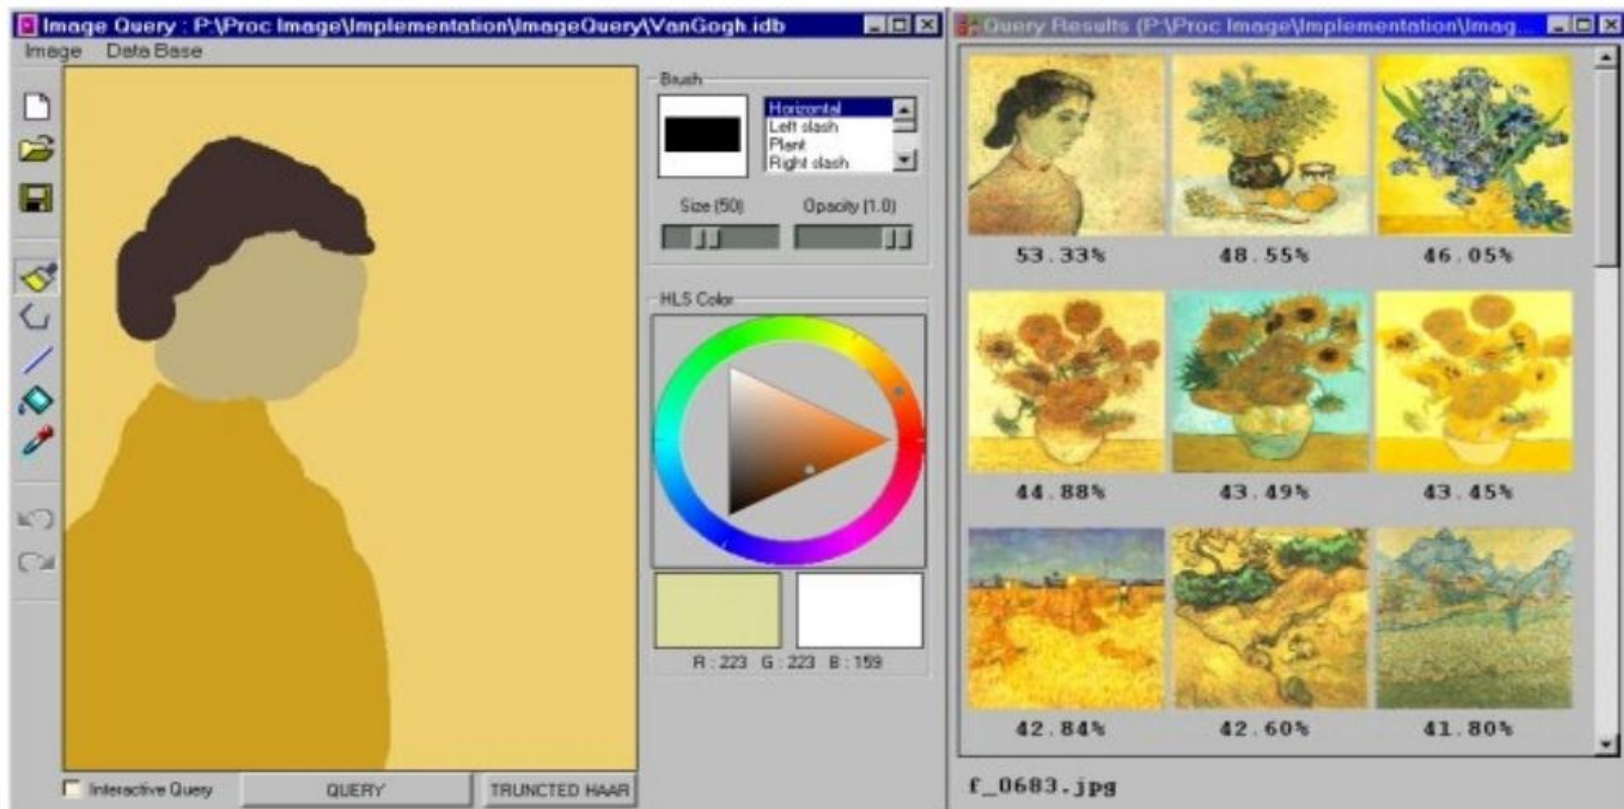 Image Query : P:\Proc Image\Implementation\ImageQuery\VanGogh.idb
Image Data Base
Brush
Horizontal
Left slash
Plant
Right slash
Size (50) Opacity (1.0)
HLS Color
R : 223 G : 223 B : 159
Interactive Query QUERY TRUNCTED HAAR
Query Results (P:\Proc Image\Implementation\Imag...
53.33% 48.55% 46.05%
44.88% 43.49% 43.45%
42.84% 42.60% 41.80%
f_0683.jpg